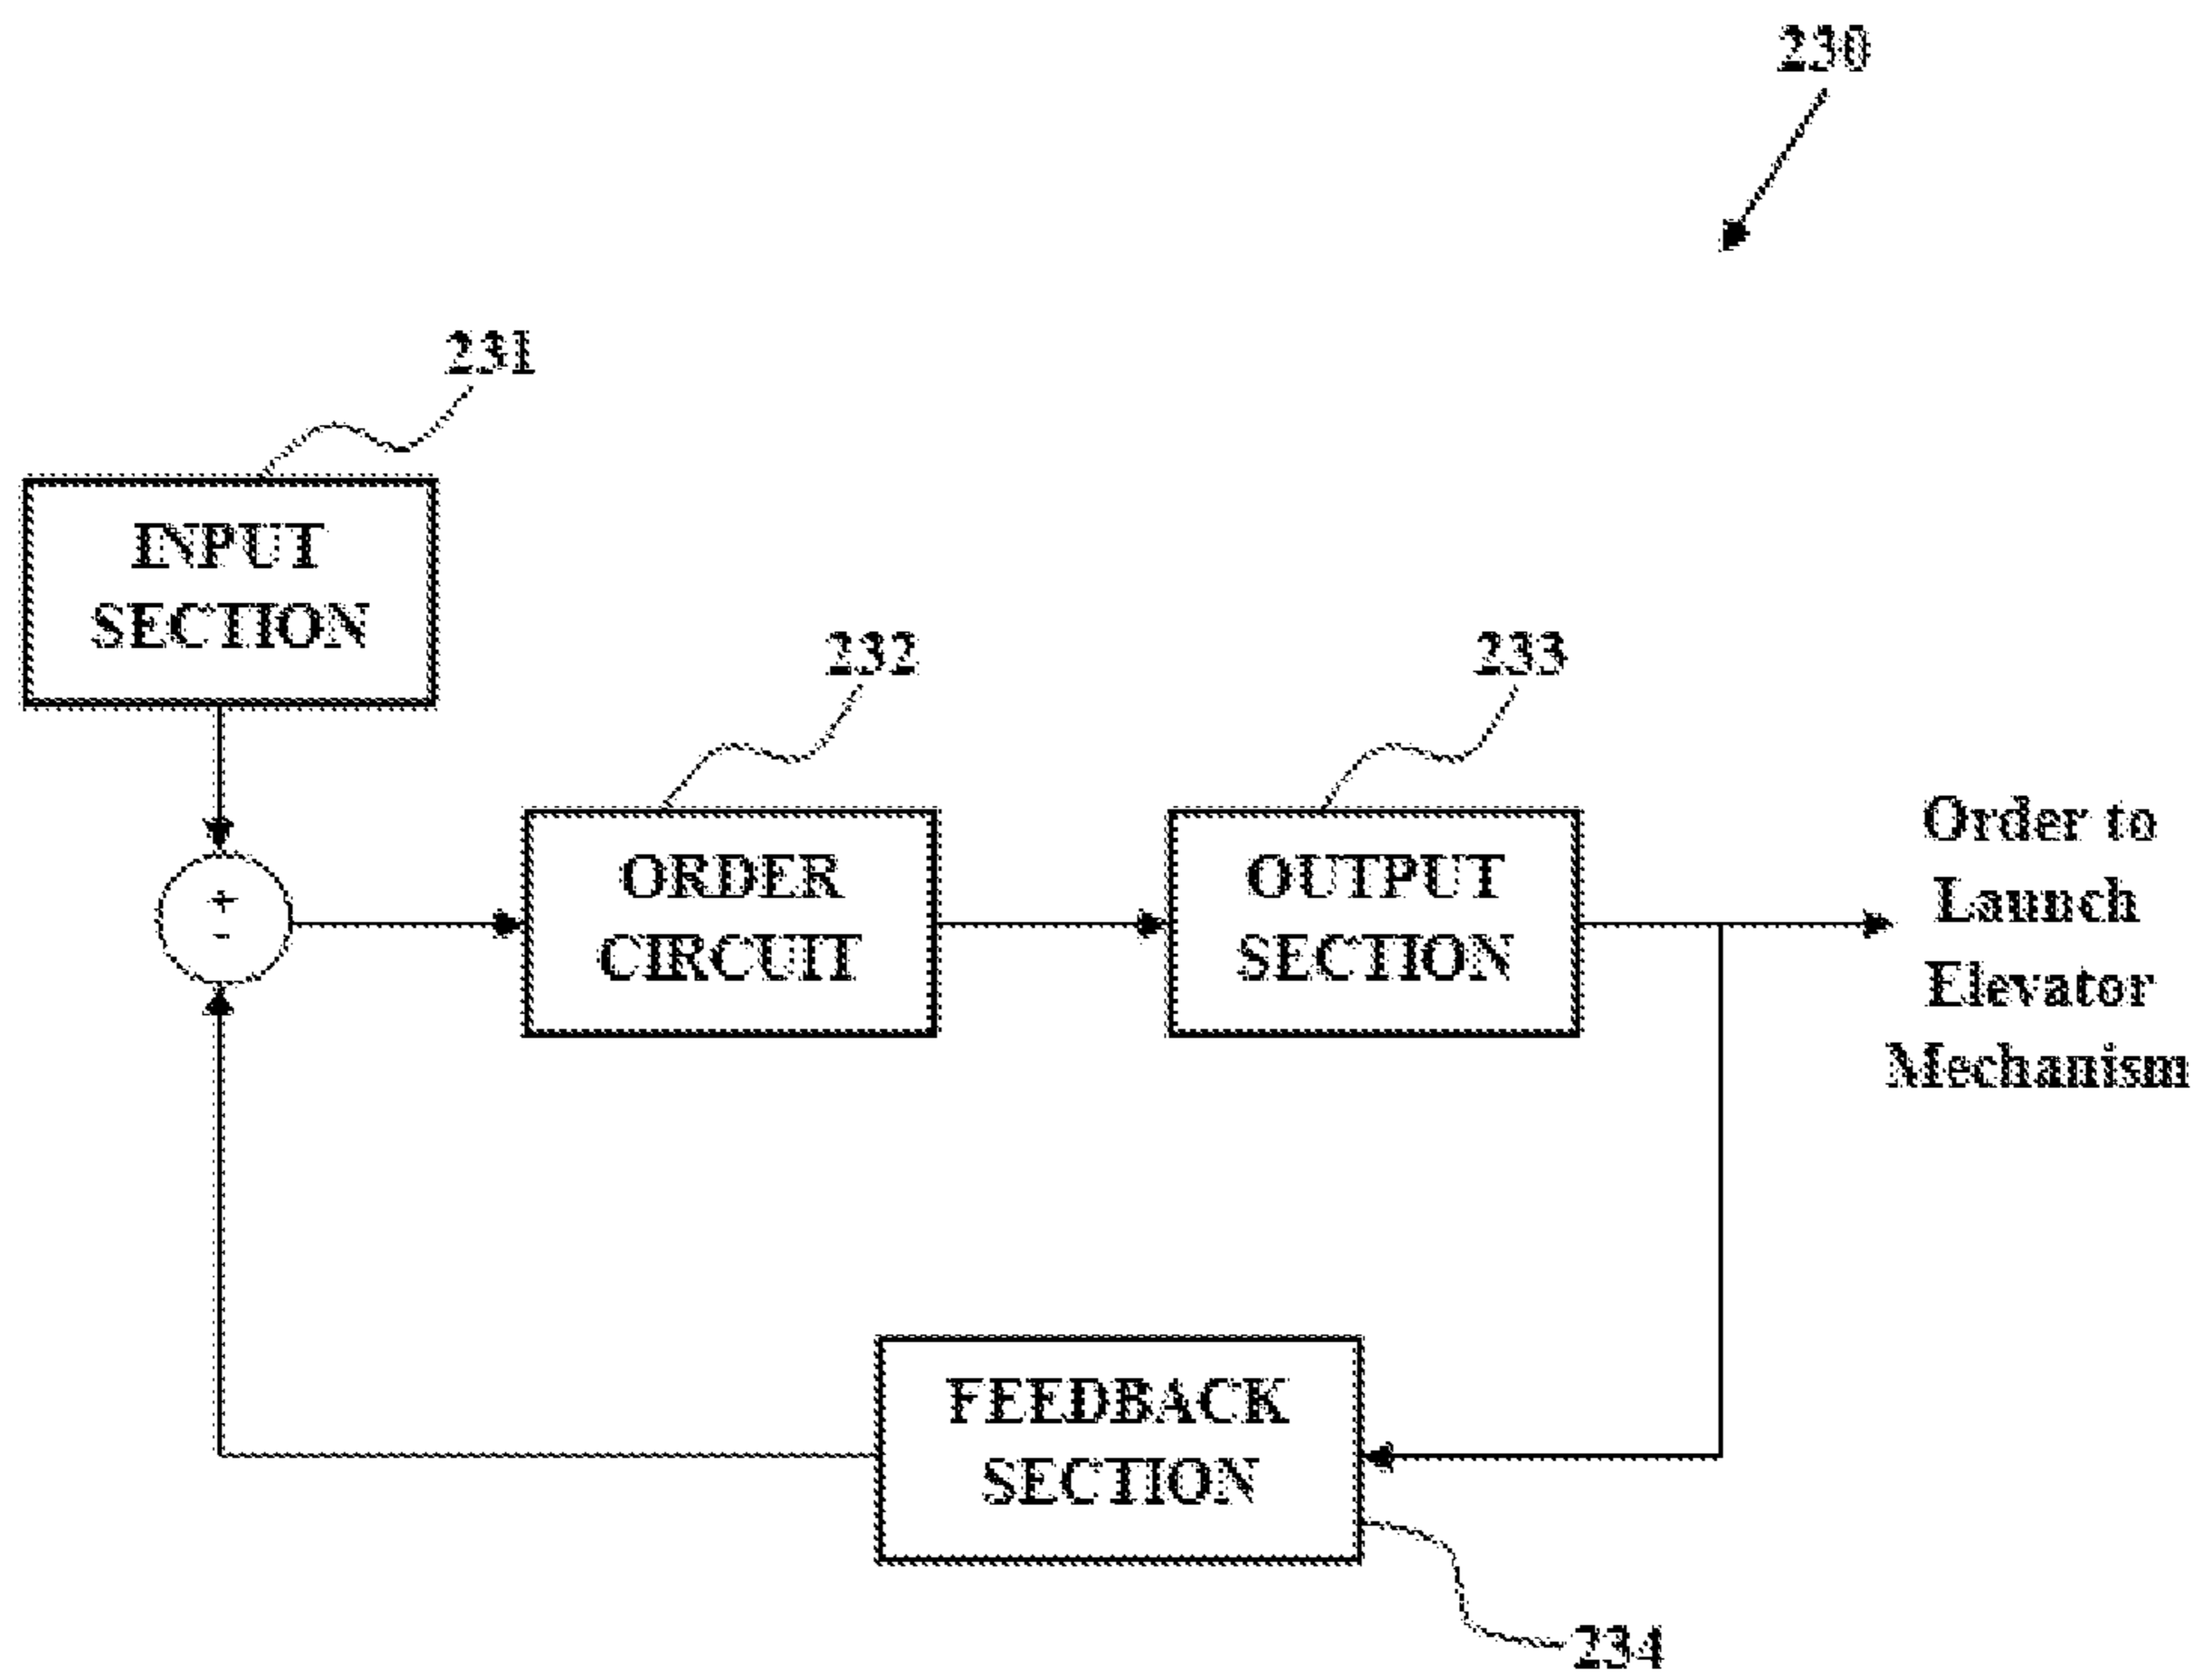 230
231
INPUT
SECTION
232
233
ORDER
CIRCUIT
OUTPUT
SECTION
Order to
Launch
Elevator
Mechanism
+
-
FEEDBACK
SECTION
234